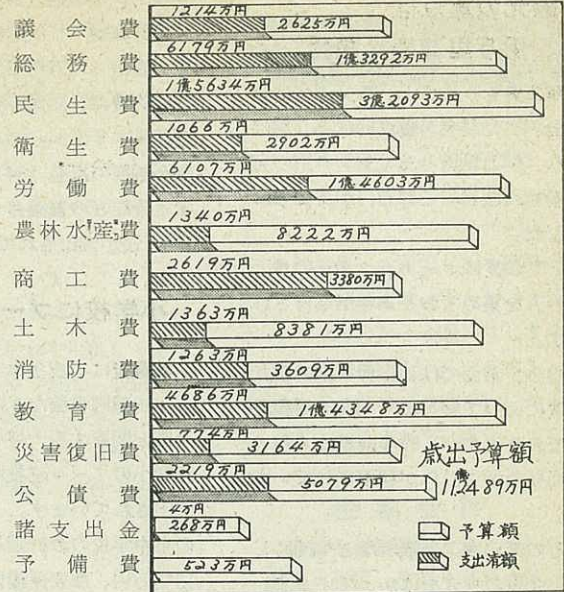 議会費 1214万円 2625万円
総務費 6179万円 1億3292万円
民生費 1億5634万円 3億2093万円
衛生費 1066万円 2902万円
労働費 6107万円 1億4603万円
農林水産費 1340万円 8222万円
商工費 2619万円 3380万円
土木費 1363万円 8381万円
消防費 1263万円 3609万円
教育費 4686万円 1億4348万円
災害復旧費 774万円 3164万円
公債費 2219万円 5079万円
諸支出金 4万円 268万円
予備費 523万円
歳出予算額
11億2489万円
予算額
支出済額